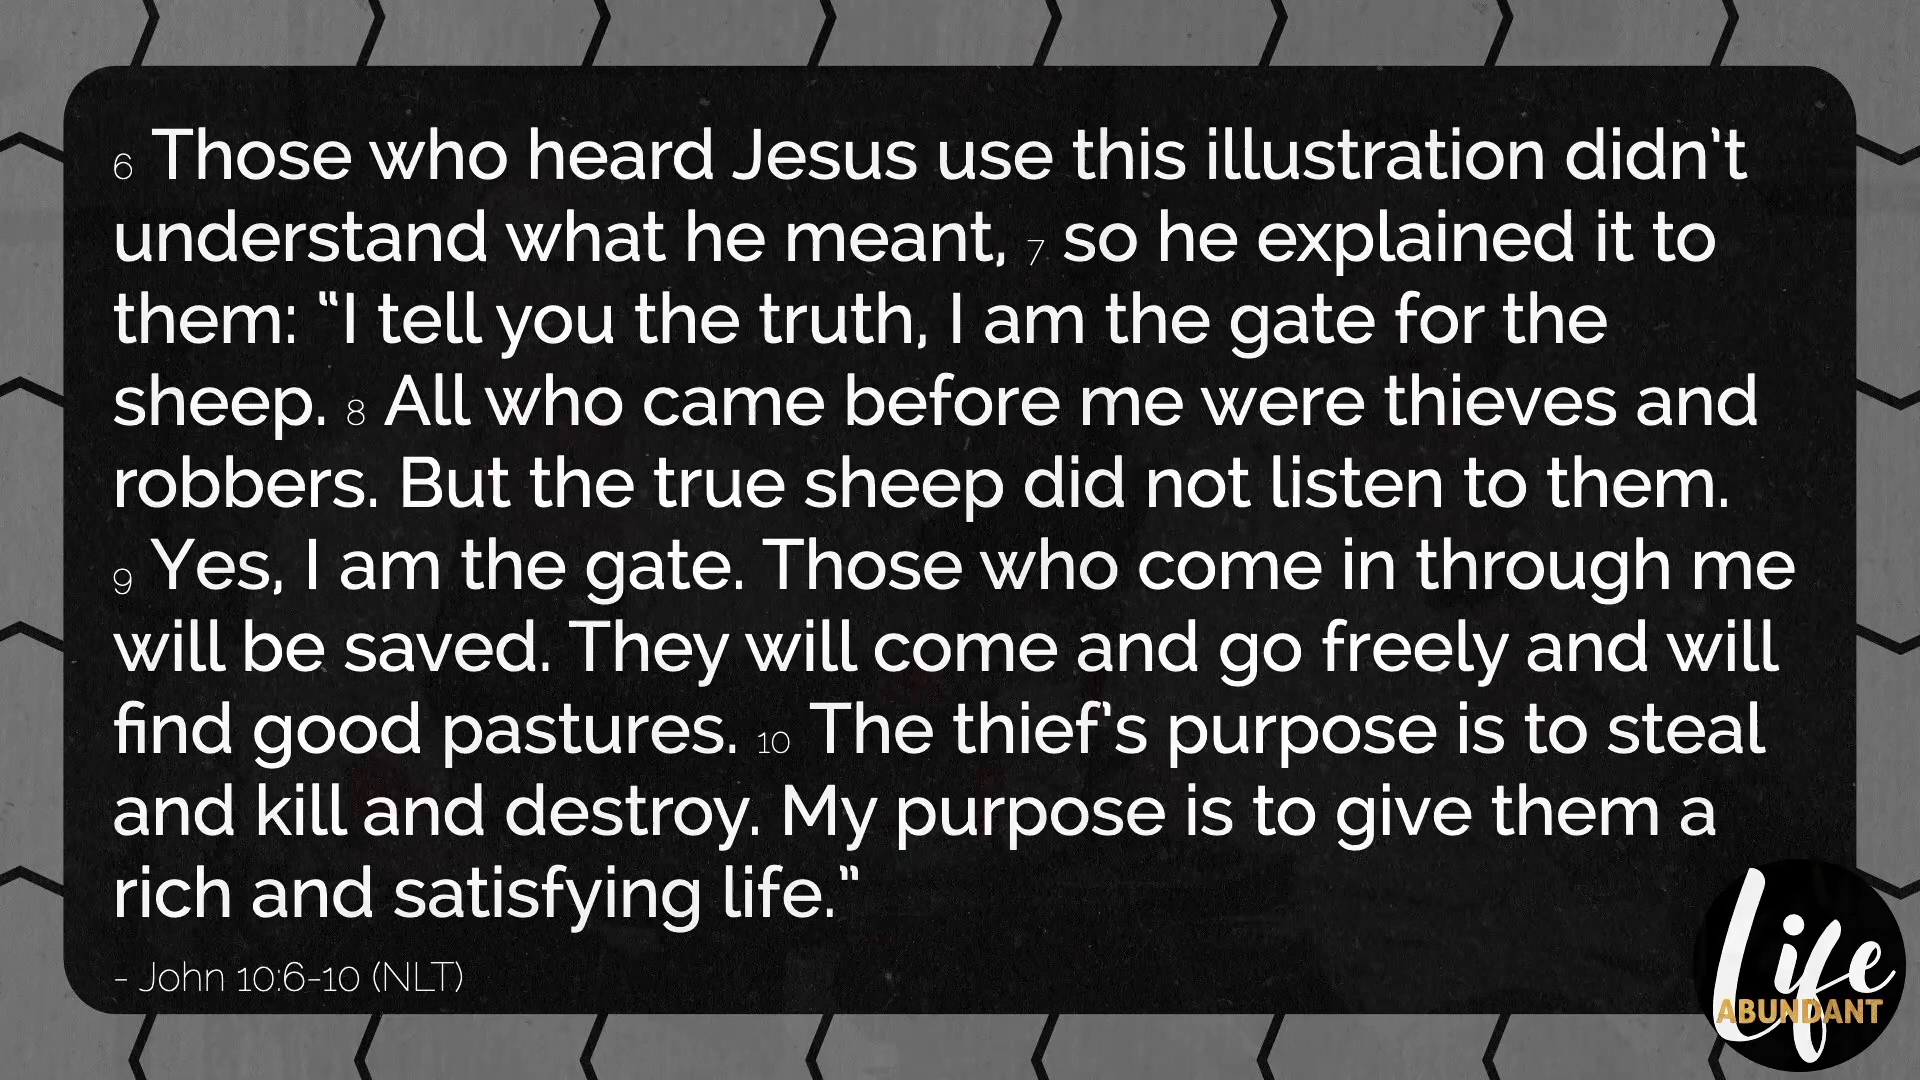 6 Those who heard Jesus use this illustration didn't
understand what he meant, 7 so he explained it to
them: “I tell you the truth, I am the gate for the
sheep. 8 All who came before me were thieves and
robbers. But the true sheep did not listen to them.
9 Yes, I am the gate. Those who come in through me
will be saved. They will come and go freely and will
find good pastures. 10 The thief's purpose is to steal
and kill and destroy. My purpose is to give them a
rich and satisfying life.”
- John 10:6-10 (NLT)
Life
ABUNDANT